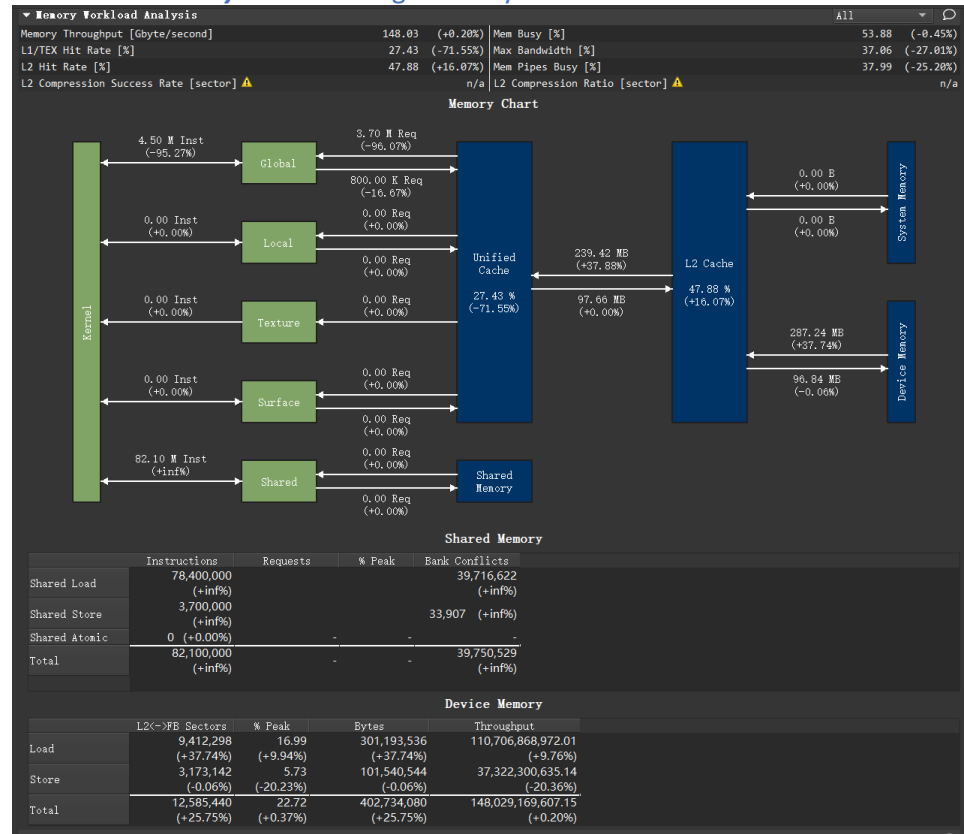 ▼ Memory Workload Analysis All
Memory Throughput [Gbyte/second] 148.03 (+0.20%) Mem Busy [%] 53.88 (-0.45%)
L1/TEX Hit Rate [%] 27.43 (-71.55%) Max Bandwidth [%] 37.06 (-27.01%)
L2 Hit Rate [%] 47.88 (+16.07%) Mem Pipes Busy [%] 37.99 (-25.20%)
L2 Compression Success Rate [sector] n/a L2 Compression Ratio [sector] n/a
Memory Chart
Kernel
4.50 M Inst
(-95.27%)
Global
3.70 M Req
(-96.07%)
800.00 K Req
(-16.67%)
0.00 Inst
(+0.00%)
Local
0.00 Req
(+0.00%)
0.00 Req
(+0.00%)
0.00 Inst
(+0.00%)
Texture
0.00 Req
(+0.00%)
0.00 Inst
(+0.00%)
Surface
0.00 Req
(+0.00%)
0.00 Req
(+0.00%)
82.10 M Inst
(+inf%)
Shared
0.00 Req
(+0.00%)
0.00 Req
(+0.00%)
Unified
Cache
27.43 %
(-71.55%)
Shared
Memory
239.42 MB
(+37.88%)
97.66 MB
(+0.00%)
L2 Cache
47.88 %
(+16.07%)
0.00 B
(+0.00%)
0.00 B
(+0.00%)
System Memory
287.24 MB
(+37.74%)
96.84 MB
(-0.06%)
Device Memory
Shared Memory
Instructions Requests % Peak Bank Conflicts
Shared Load 78,400,000 (+inf%) 39,716,622 (+inf%)
Shared Store 3,700,000 (+inf%) 33,907 (+inf%)
Shared Atomic 0 (+0.00%) - - -
Total 82,100,000 (+inf%) - - 39,750,529 (+inf%)
Device Memory
L2<->FB Sectors % Peak Bytes Throughput
Load 9,412,298 (+37.74%) 16.99 (+9.94%) 301,193,536 (+37.74%) 110,706,868,972.01 (+9.76%)
Store 3,173,142 (-0.06%) 5.73 (-20.23%) 101,540,544 (-0.06%) 37,322,300,635.14 (-20.36%)
Total 12,585,440 (+25.75%) 22.72 (+0.37%) 402,734,080 (+25.75%) 148,029,169,607.15 (+0.20%)